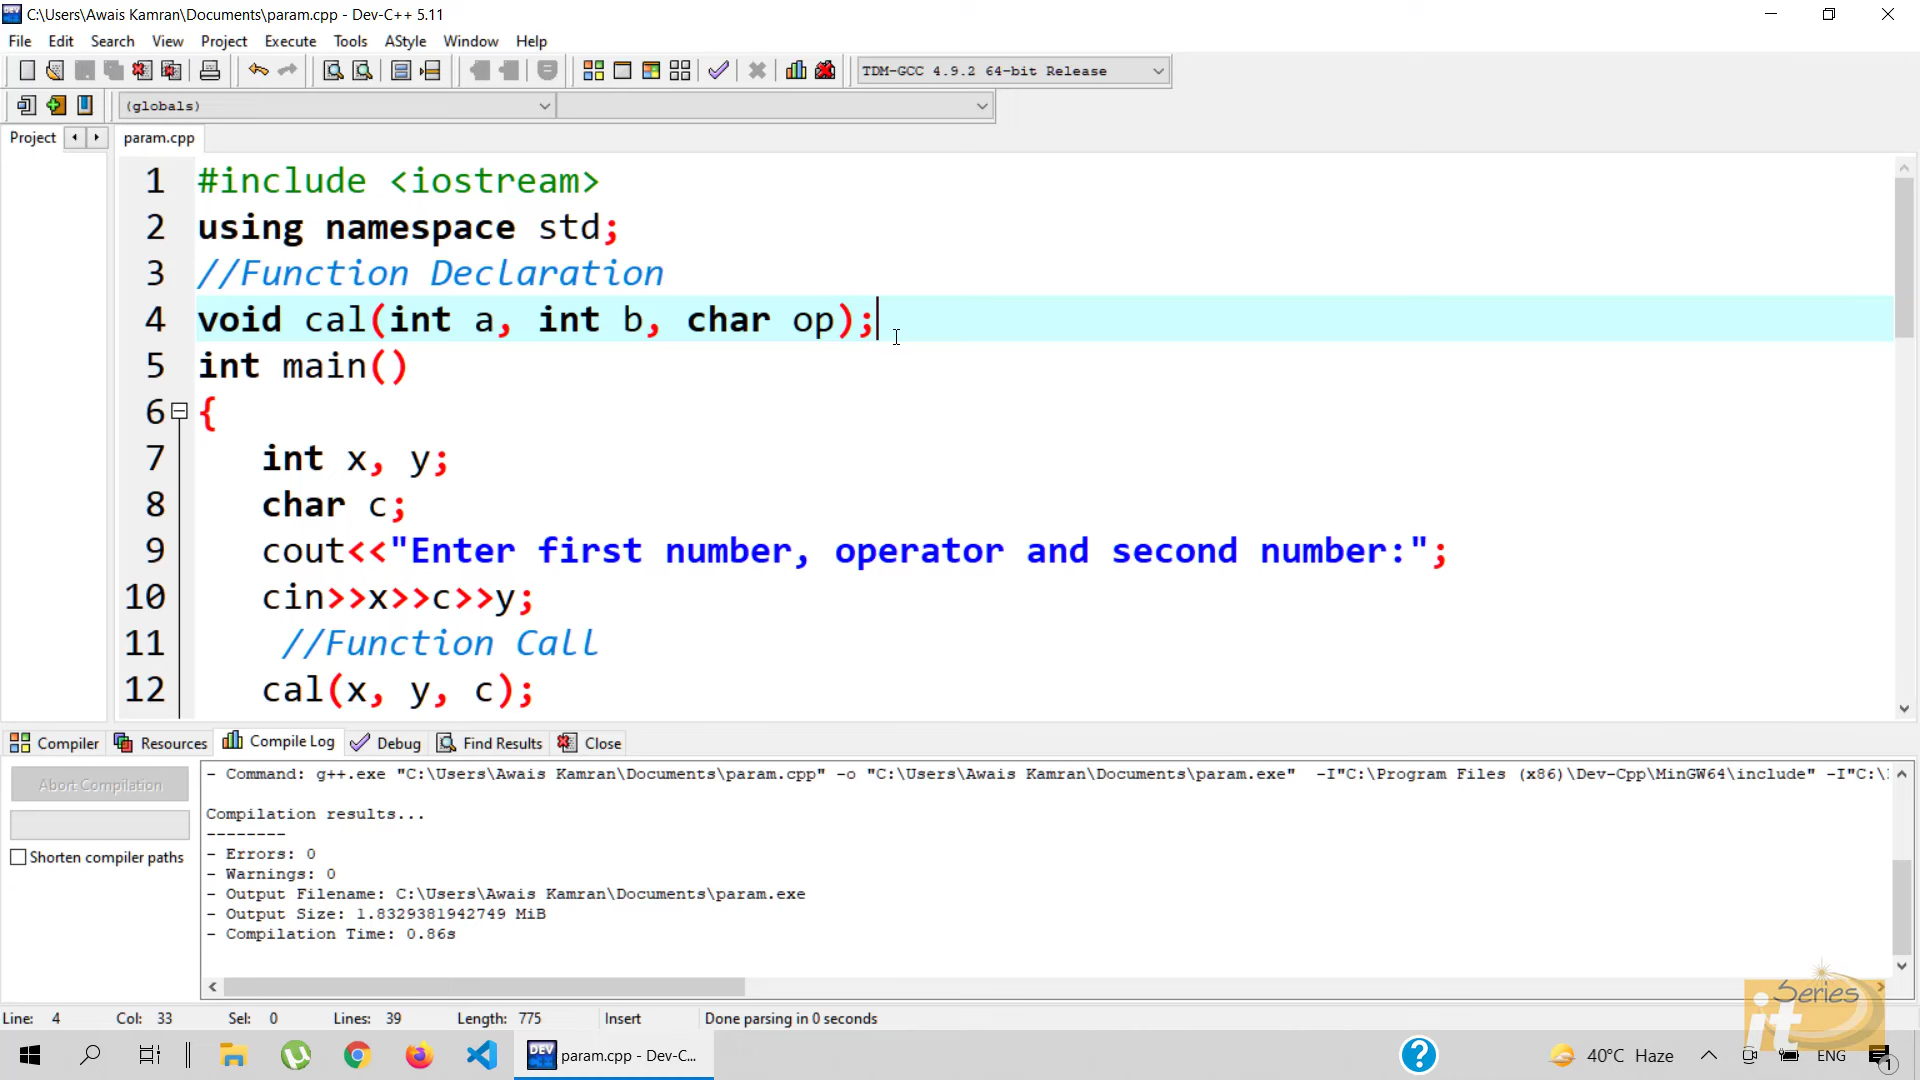 C:\Users\Awais Kamran\Documents\param.cpp - Dev-C++ 5.11
File Edit Search View Project Execute Tools AStyle Window Help
TDM-GCC 4.9.2 64-bit Release
(globals)
Project param.cpp
1 #include <iostream>
2 using namespace std;
3 //Function Declaration
4 void cal(int a, int b, char op);
5 int main()
6 {
7 int x, y;
8 char c;
9 cout<<"Enter first number, operator and second number:";
10 cin>>x>>c>>y;
11 //Function Call
12 cal(x, y, c);
Compiler Resources Compile Log Debug Find Results Close
Abort Compilation
Shorten compiler paths
- Command: g++.exe "C:\Users\Awais Kamran\Documents\param.cpp" -o "C:\Users\Awais Kamran\Documents\param.exe" -I"C:\Program Files (x86)\Dev-Cpp\MinGW64\include" -I"C:\
Compilation results...
--------
- Errors: 0
- Warnings: 0
- Output Filename: C:\Users\Awais Kamran\Documents\param.exe
- Output Size: 1.8329381942749 MiB
- Compilation Time: 0.86s
Line: 4 Col: 33 Sel: 0 Lines: 39 Length: 775 Insert Done parsing in 0 seconds
it Series
DEV param.cpp - Dev-C... ? 40°C Haze ENG 1